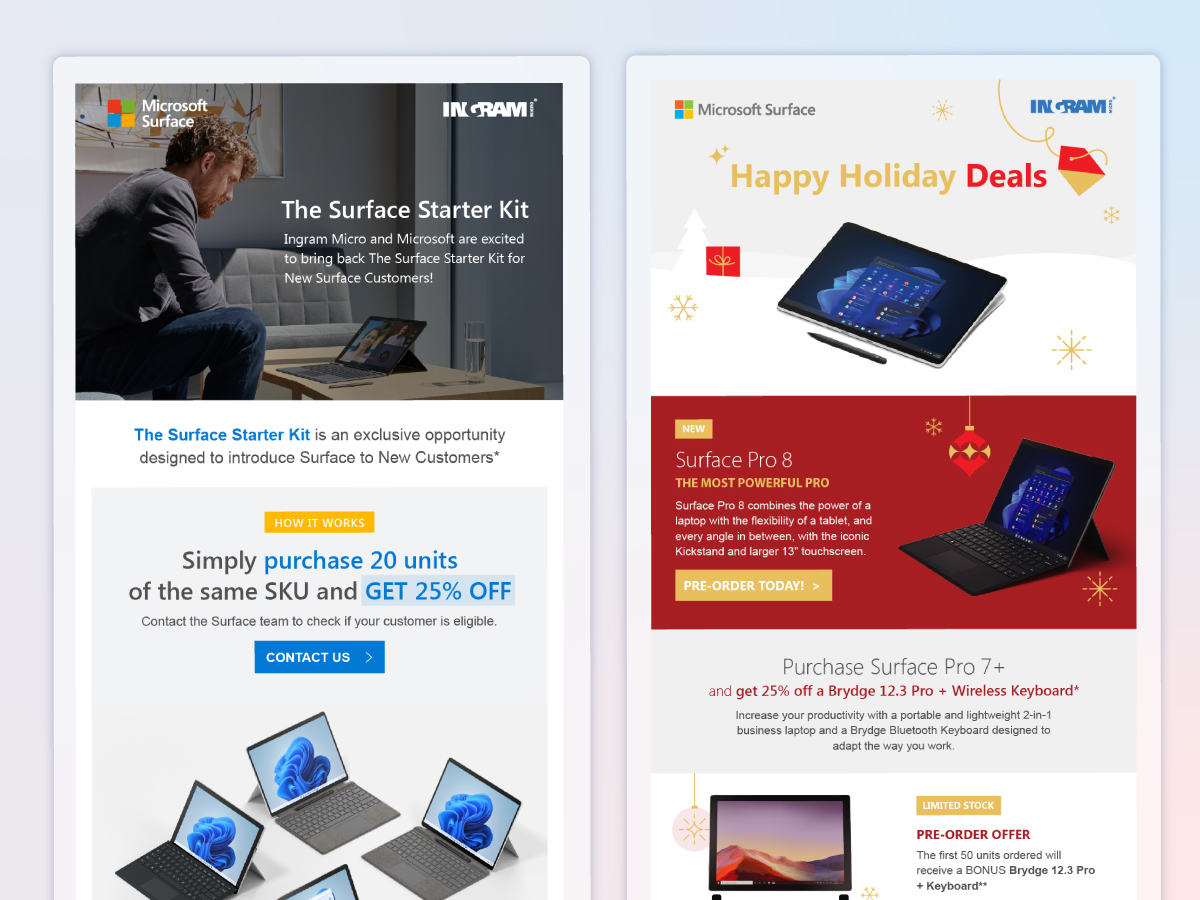 Microsoft
Surface
INGRAM MICRO
The Surface Starter Kit
Ingram Micro and Microsoft are excited
to bring back The Surface Starter Kit for
New Surface Customers!
The Surface Starter Kit is an exclusive opportunity
designed to introduce Surface to New Customers*
HOW IT WORKS
Simply purchase 20 units
of the same SKU and GET 25% OFF
Contact the Surface team to check if your customer is eligible.
CONTACT US >
Microsoft Surface
INGRAM MICRO
Happy Holiday Deals
NEW
Surface Pro 8
THE MOST POWERFUL PRO
Surface Pro 8 combines the power of a
laptop with the flexibility of a tablet, and
every angle in between, with the iconic
Kickstand and larger 13" touchscreen.
PRE-ORDER TODAY! >
Purchase Surface Pro 7+
and get 25% off a Brydge 12.3 Pro + Wireless Keyboard*
Increase your productivity with a portable and lightweight 2-in-1
business laptop and a Brydge Bluetooth Keyboard designed to
adapt the way you work.
LIMITED STOCK
PRE-ORDER OFFER
The first 50 units ordered will
receive a BONUS Brydge 12.3 Pro
+ Keyboard**